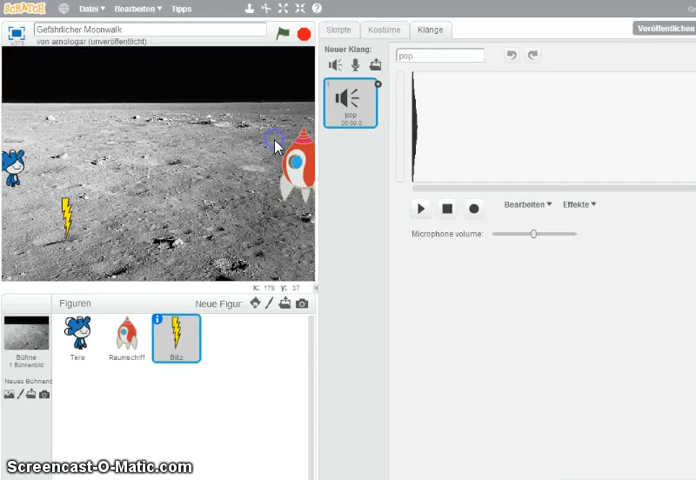 SCRATCH Datei Bearbeiten Tipps
Gefährlicher Moonwalk
von arnologar (unveröffentlicht)
Skripte Kostüme Klänge
Veröffentlichen
Neuer Klang:
pop
1
pop
00:00.0
Bearbeiten Effekte
Microphone volume:
x: 178 y: 37
Figuren Neue Figur:
Tera Raumschiff Blitz
Bühne
1 Bühnenbild
Neues Bühnenbi
Screencast-O-Matic.com